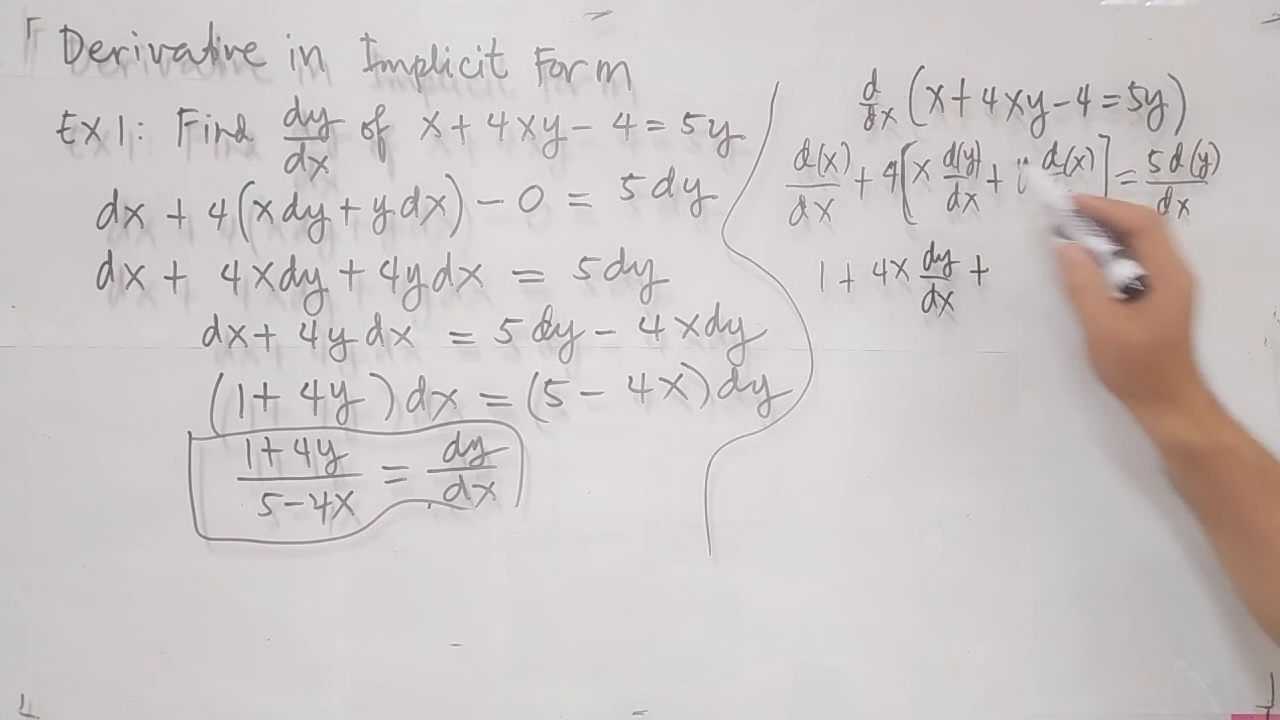 Derivative in Implicit Form
Ex 1: Find dy/dx of x + 4xy - 4 = 5y
dx + 4(xdy + ydx) - 0 = 5dy
dx + 4xdy + 4ydx = 5dy
dx + 4ydx = 5dy - 4xdy
(1 + 4y)dx = (5 - 4x)dy
1+4y/5-4x = dy/dx
d/dx (x + 4xy - 4 = 5y)
d(x)/dx + 4[x d(y)/dx + d(x)] = 5d(y)/dx
1 + 4x dy/dx +